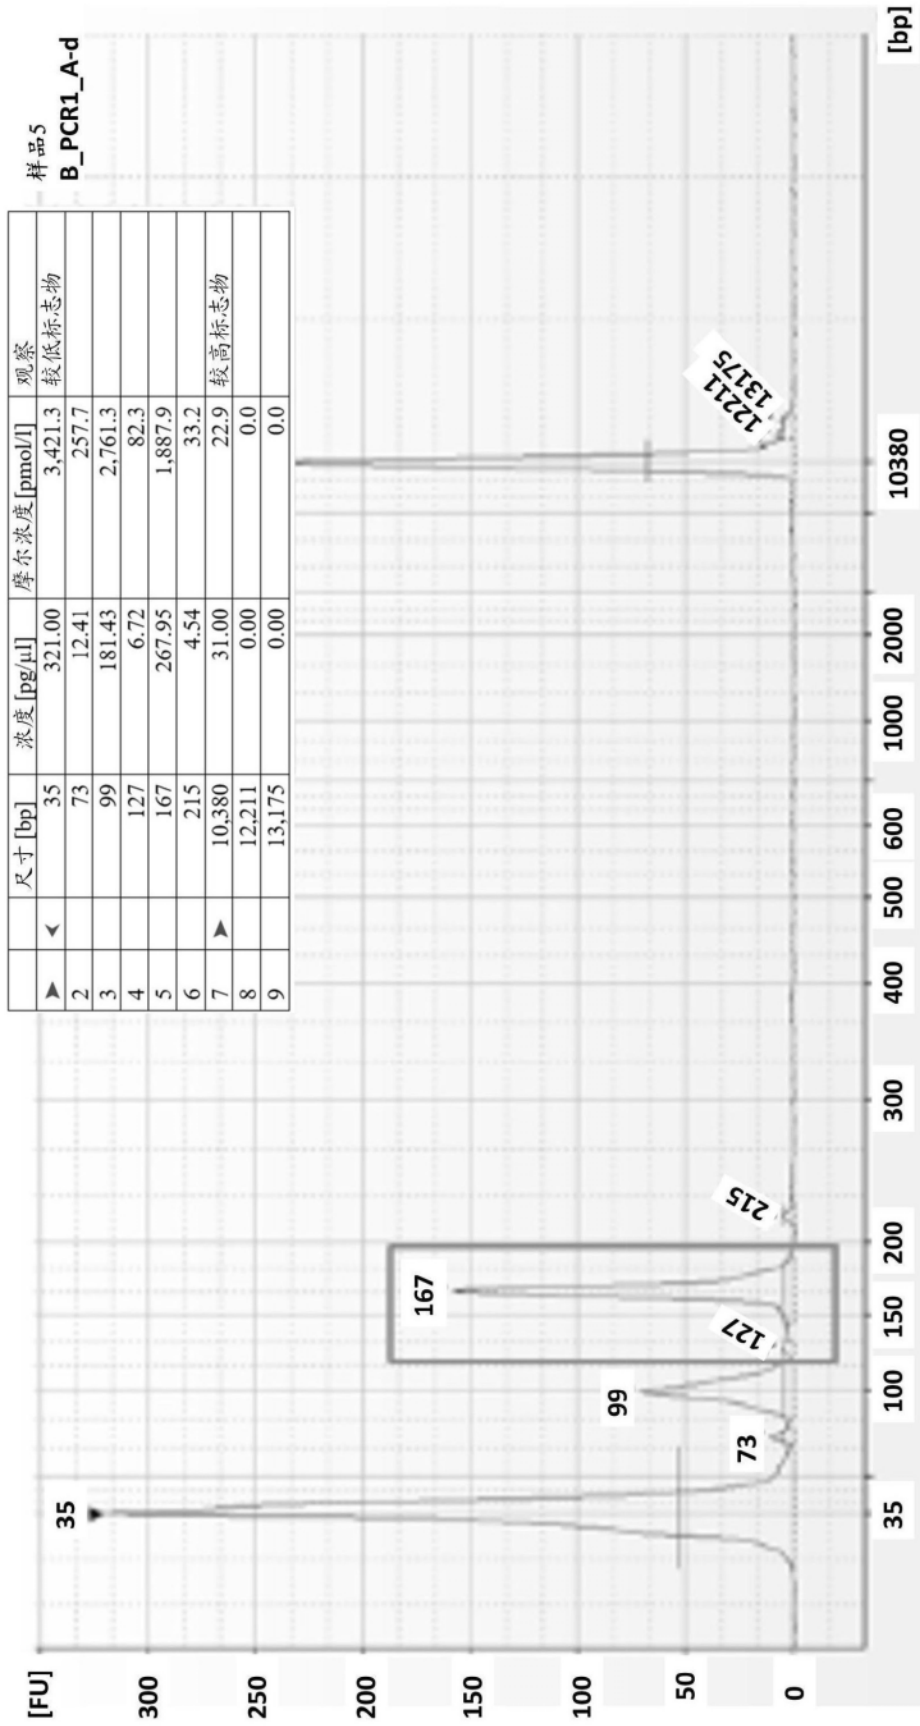 样品5
B_PCR1_A-d
尺寸 [bp] 浓度 [pg/μl] 摩尔浓度 [pmol/l] 观察
35 321.00 3,421.3 较低标志物
2 73 12.41 257.7
3 99 181.43 2,761.3
4 127 6.72 82.3
5 167 267.95 1,887.9
6 215 4.54 33.2
7 10,380 31.00 22.9 较高标志物
8 12,211 0.00 0.0
9 13,175 0.00 0.0
[FU]
300
250
200
150
100
50
0
35
73
99
127
167
215
12211
13175
35 100 150 200 300 400 500 600 1000 2000 10380 [bp]